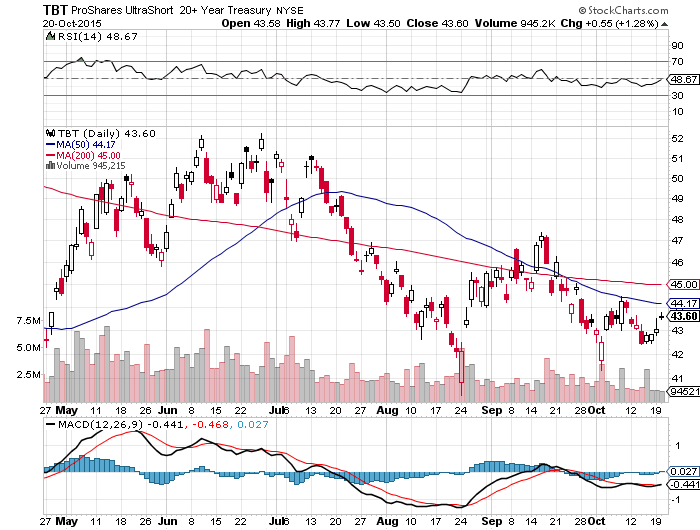 TBT ProShares UltraShort 20+ Year Treasury NYSE © StockCharts.com
20-Oct-2015 Open 43.58 High 43.77 Low 43.50 Close 43.60 Volume 945.2K Chg +0.55 (+1.28%)
RSI(14) 48.67
90
70
48.67
30
10
TBT (Daily) 43.60
MA(50) 44.17
MA(200) 45.00
Volume 945,215
52
51
50
49
48
47
46
45.00
44.17
43.60
43
42
41
7.5M
5.0M
2.5M
94521
27 May 11 18 26 Jun 8 15 22 Jul 6 13 20 27 Aug 10 17 24 Sep 8 14 21 28 Oct 12 19
MACD(12,26,9) -0.441, -0.468, 0.027
1
0.027
-0.441
-1
27 May 11 18 26 Jun 8 15 22 Jul 6 13 20 27 Aug 10 17 24 Sep 8 14 21 28 Oct 12 19